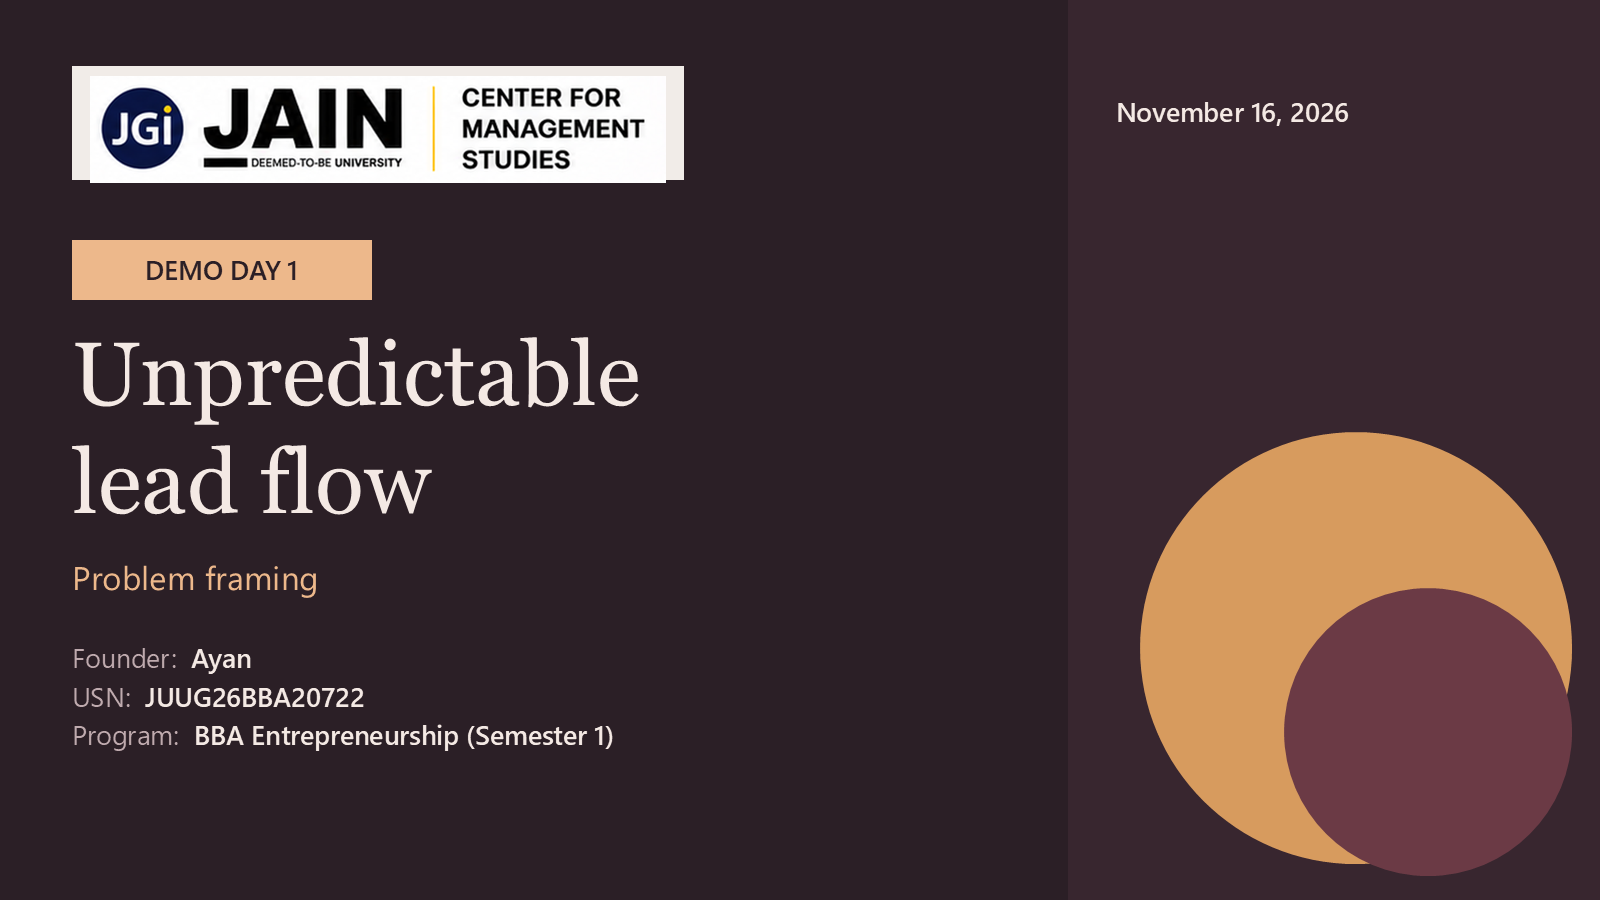 JGi
JAIN
DEEMED-TO-BE UNIVERSITY
CENTER FOR
MANAGEMENT
STUDIES
November 16, 2026
DEMO DAY 1
Unpredictable
lead flow
Problem framing
Founder: Ayan
USN: JUUG26BBA20722
Program: BBA Entrepreneurship (Semester 1)